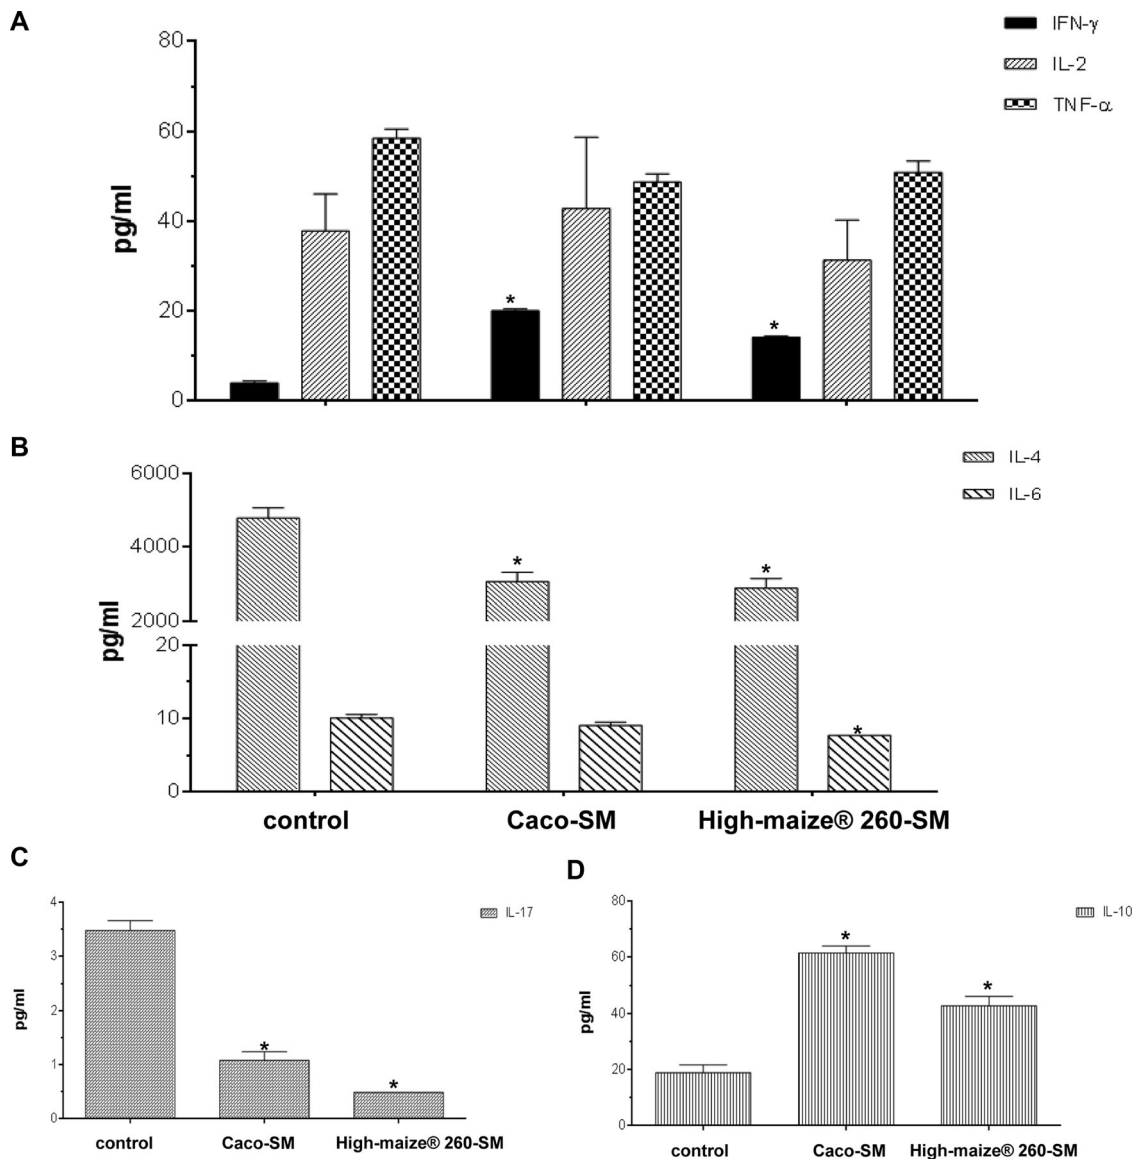 A
IFN-γ
IL-2
TNF-α
80
60
40
20
0
pg/ml
B
IL-4
IL-6
6000
4000
2000
20
10
0
pg/ml
control Caco-SM High-maize® 260-SM
* * * * *
C
IL-17
4
3
2
1
0
pg/ml
* *
control Caco-SM High-maize® 260-SM
D
IL-10
80
60
40
20
0
pg/ml
* *
control Caco-SM High-maize® 260-SM